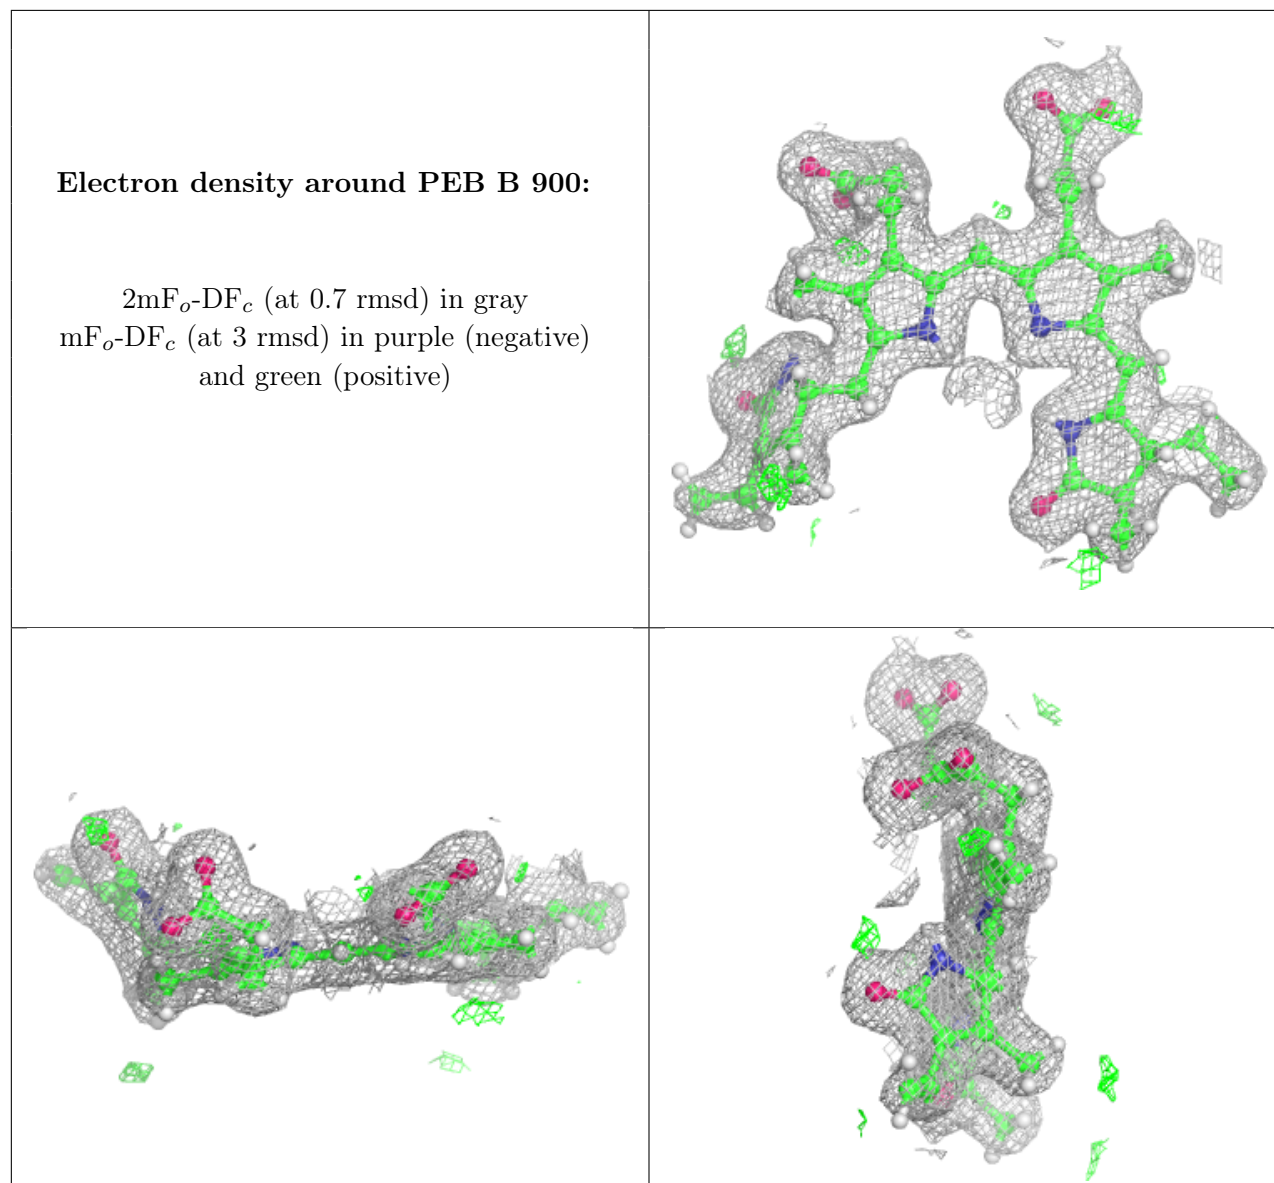 Electron density around PEB B 900:
2mFo-DFc (at 0.7 rmsd) in gray
mFo-DFc (at 3 rmsd) in purple (negative)
and green (positive)